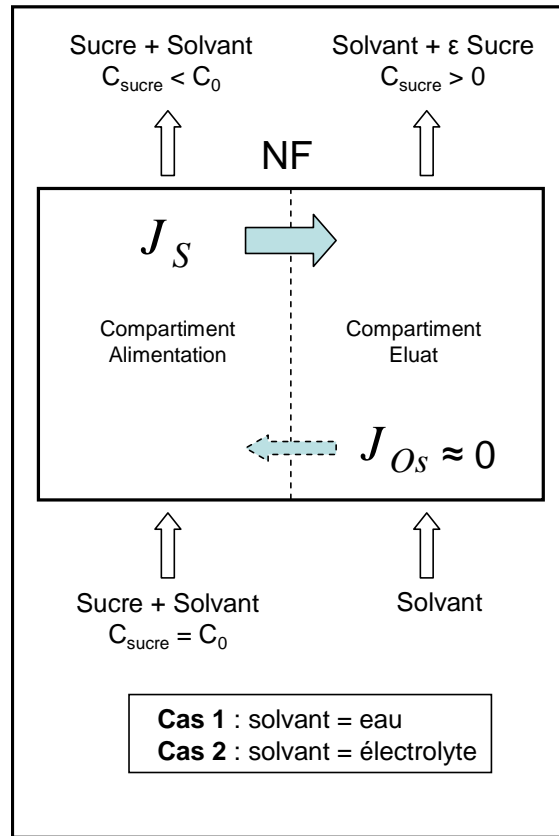 Sucre + Solvant
C_sucre < C_0
Solvant + ε Sucre
C_sucre > 0
NF
J_S
Compartiment
Alimentation
Compartiment
Eluat
J_Os ≈ 0
Sucre + Solvant
C_sucre = C_0
Solvant
Cas 1 : solvant = eau
Cas 2 : solvant = électrolyte